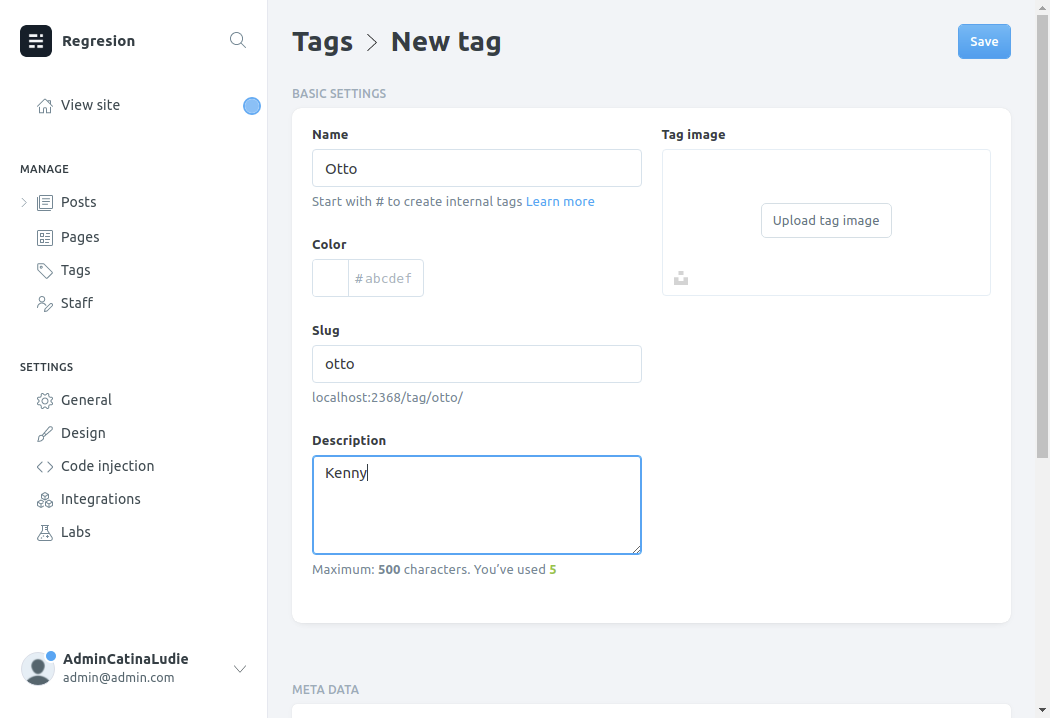 Regresion
View site
MANAGE
Posts
Pages
Tags
Staff
SETTINGS
General
Design
Code injection
Integrations
Labs
AdminCatinaLudie
admin@admin.com
Tags > New tag
Save
BASIC SETTINGS
Name
Otto
Start with # to create internal tags Learn more
Color
#abcdef
Slug
otto
localhost:2368/tag/otto/
Description
Kenny
Maximum: 500 characters. You’ve used 5
Tag image
Upload tag image
META DATA